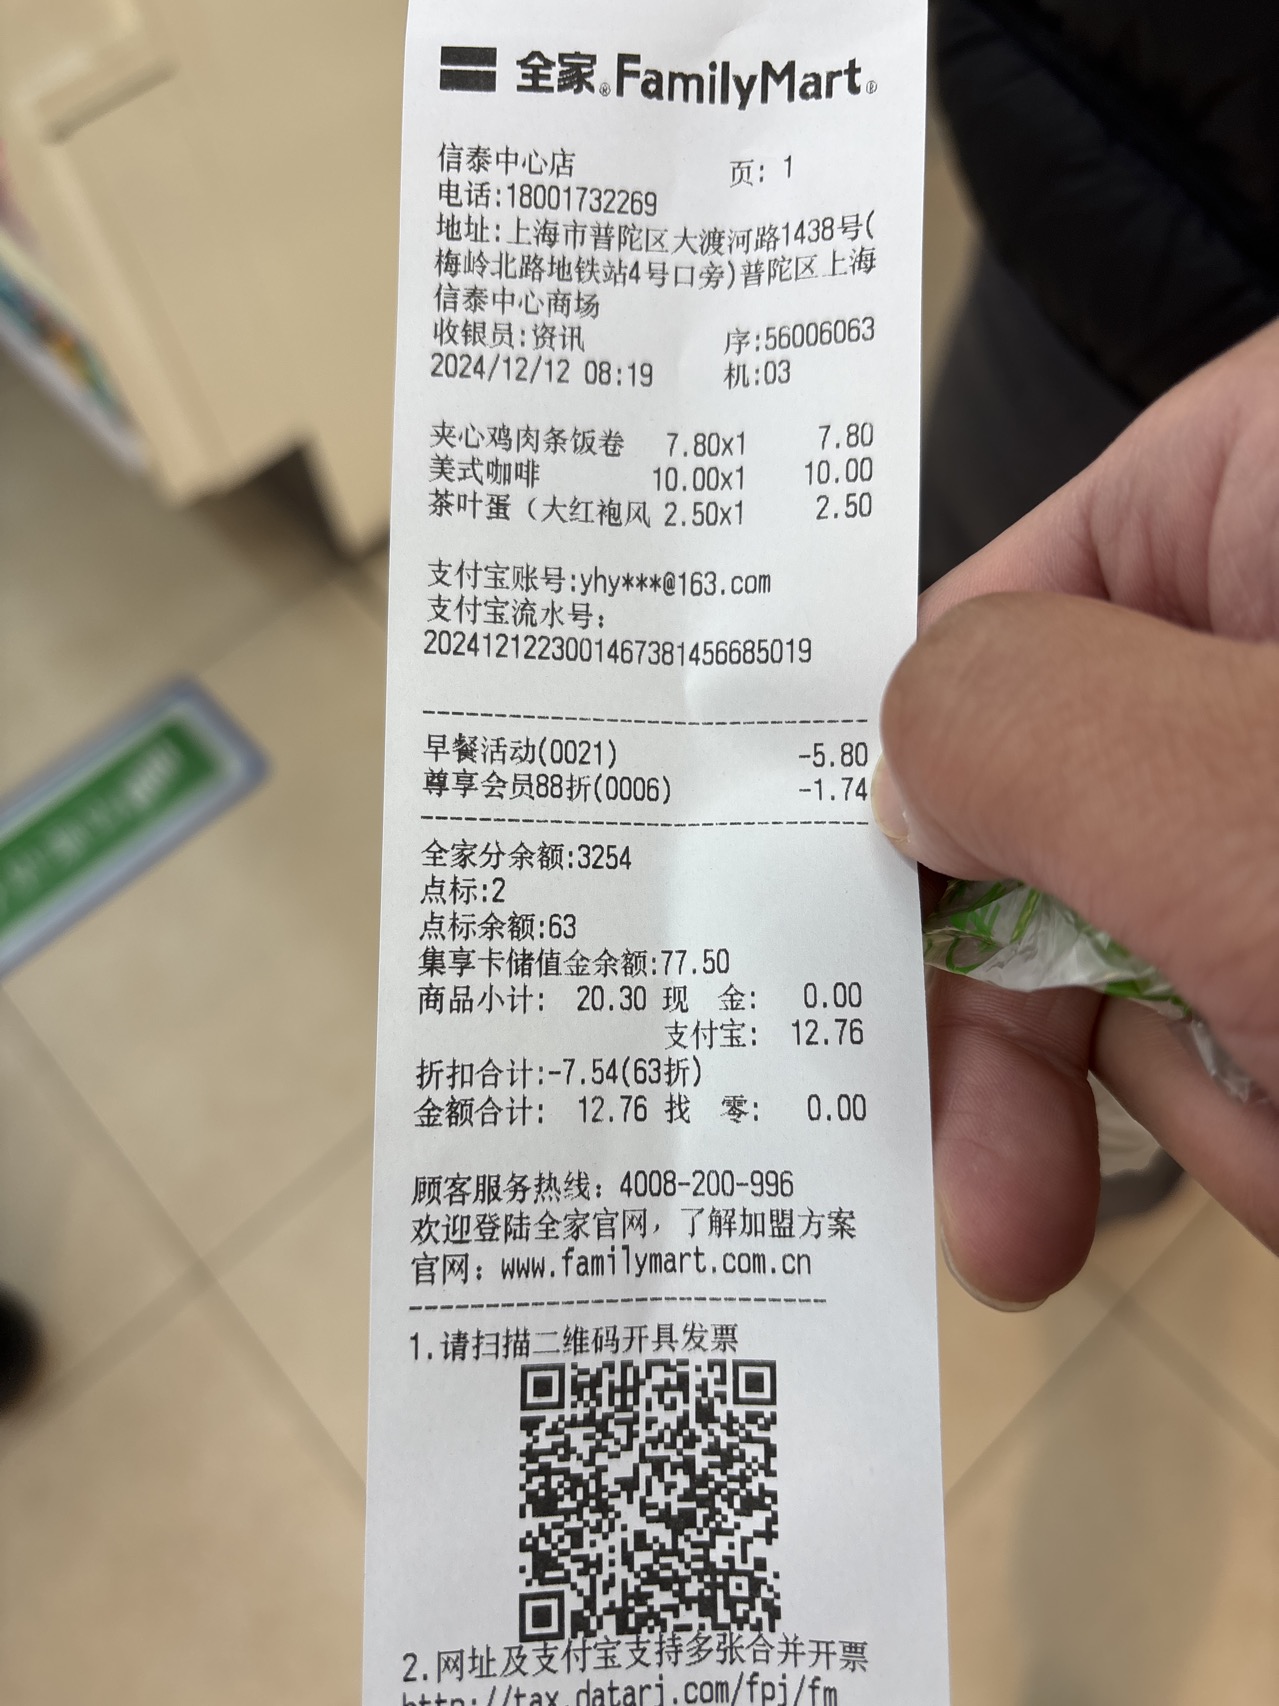 全家®FamilyMart®
信泰中心店 页: 1
电话:18001732269
地址:上海市普陀区大渡河路1438号(
梅岭北路地铁站4号口旁)普陀区上海
信泰中心商场
收银员:资讯 序:56006063
2024/12/12 08:19 机:03
夹心鸡肉条饭卷 7.80x1 7.80
美式咖啡 10.00x1 10.00
茶叶蛋（大红袍风 2.50x1 2.50
支付宝账号:yhy***@163.com
支付宝流水号:
2024121223001467381456685019
早餐活动(0021) -5.80
尊享会员88折(0006) -1.74
全家分余额:3254
点标:2
点标余额:63
集享卡储值金余额:77.50
商品小计: 20.30 现 金: 0.00
支付宝: 12.76
折扣合计:-7.54(63折)
金额合计: 12.76 找 零: 0.00
顾客服务热线: 4008-200-996
欢迎登陆全家官网，了解加盟方案
官网: www.familymart.com.cn
1.请扫描二维码开具发票
2.网址及支付宝支持多张合并开票
http://tax.datarj.com/fpj/fm